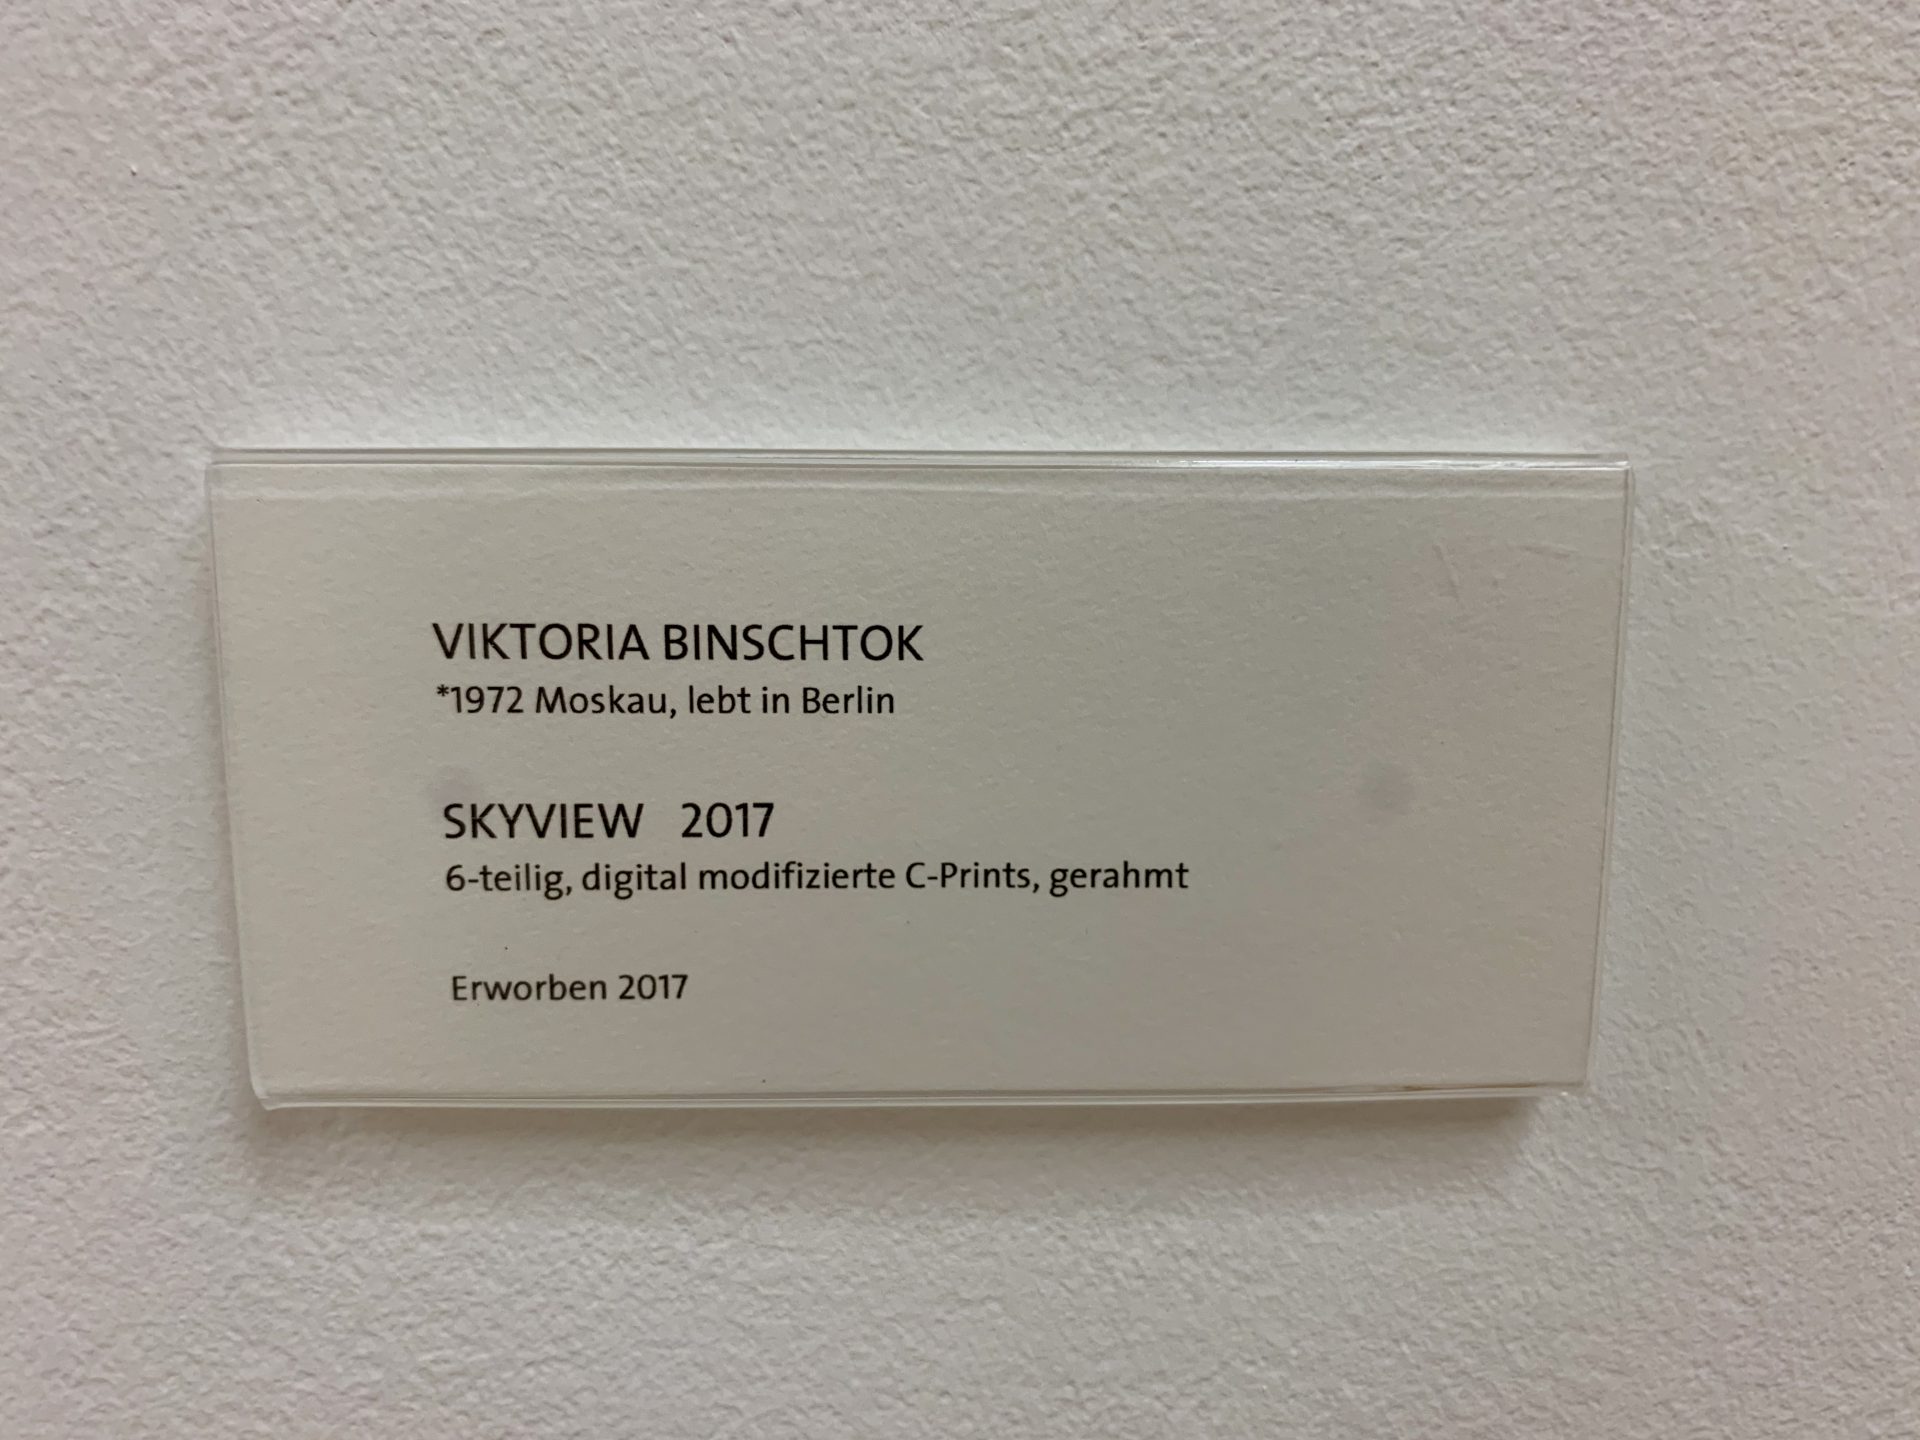 VIKTORIA BINSCHTOK
*1972 Moskau, lebt in Berlin
SKYVIEW 2017
6-teilig, digital modifizierte C-Prints, gerahmt
Erworben 2017